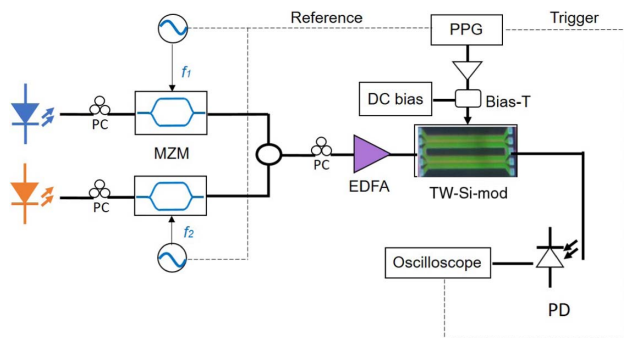 Reference
PPG
Trigger
f1
DC bias
Bias-T
PC
MZM
PC
EDFA
TW-Si-mod
PC
f2
Oscilloscope
PD